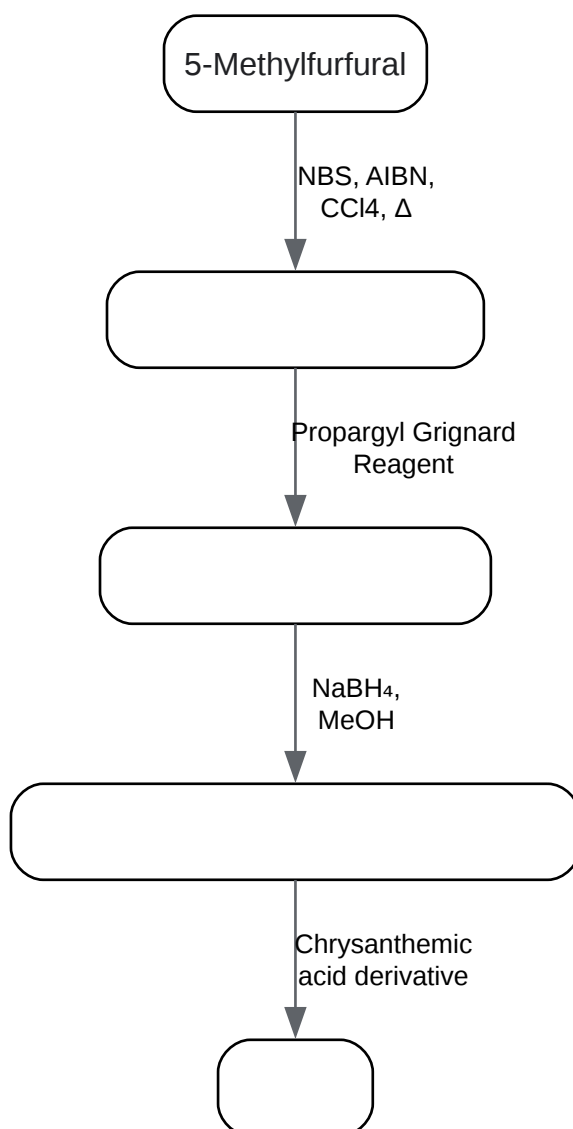 5-Methylfurfural
NBS, AIBN,
CCl4, Δ
Propargyl Grignard
Reagent
NaBH₄,
MeOH
Chrysanthemic
acid derivative